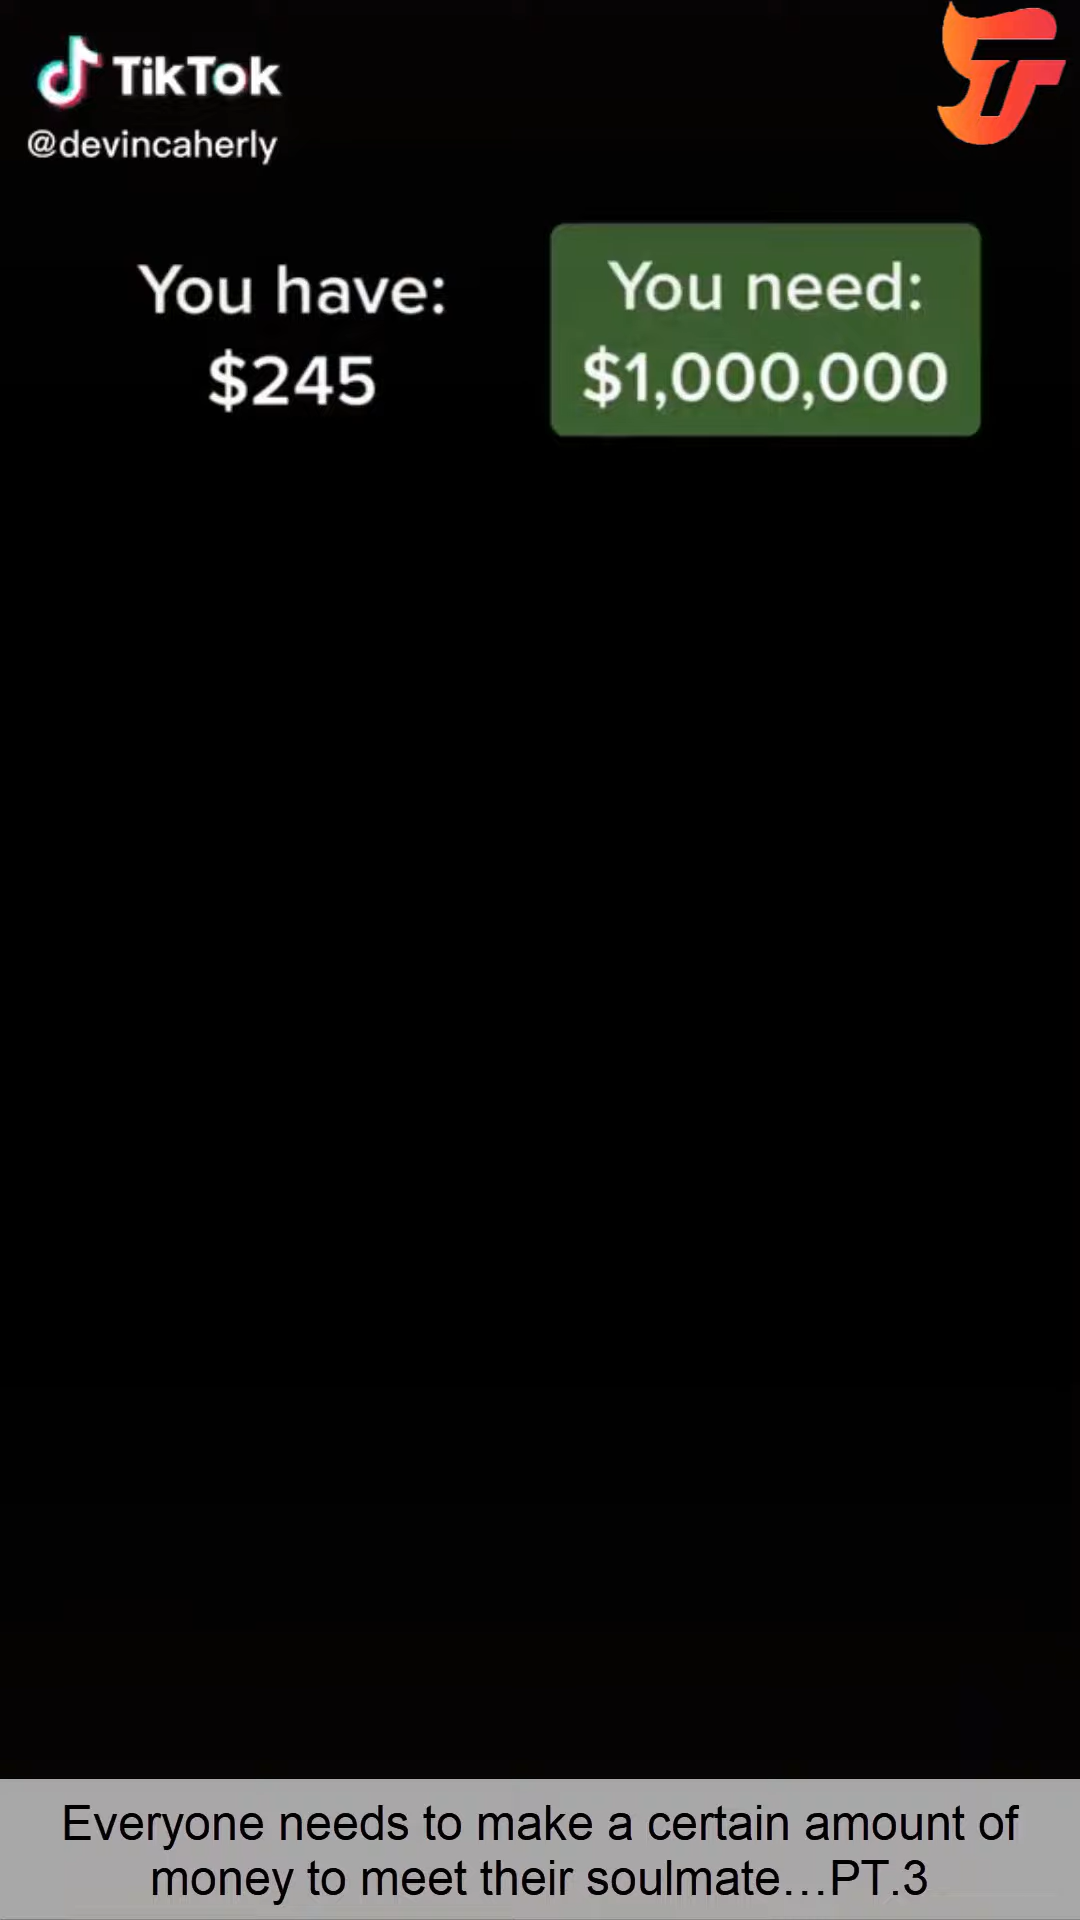 TikTok
@devincaherly
You have:
$245
You need:
$1,000,000
Everyone needs to make a certain amount of
money to meet their soulmate...PT.3